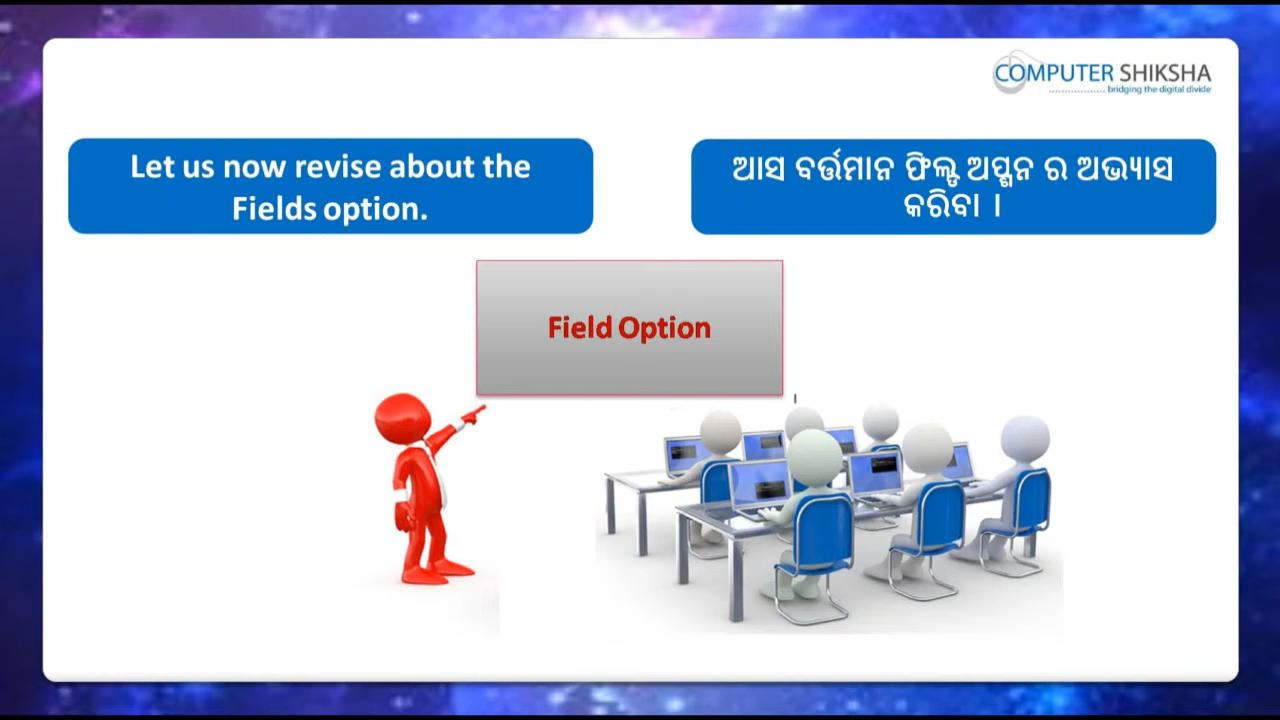 COMPUTER SHIKSHA
bridging the digital divide
Let us now revise about the
Fields option.
ଆସ ବର୍ତ୍ତମାନ ଫିଲ୍ଡ ଅପ୍ଶନ ର ଅଭ୍ୟାସ
କରିବା ।
Field Option